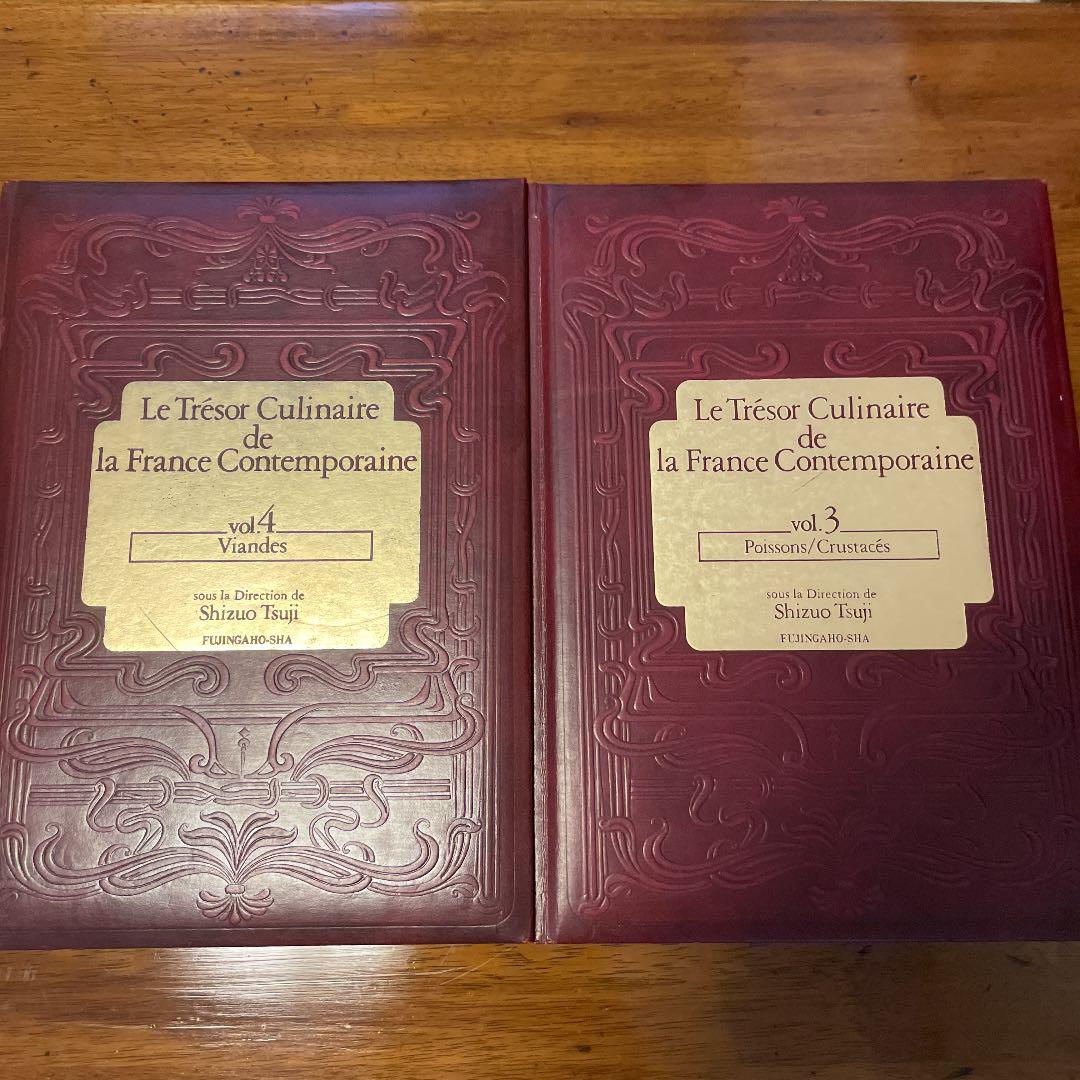 Le Trésor Culinaire
de
la France Contemporaine
vol.4
Viandes
sous la Direction de
Shizuo Tsuji
FUJINGAHO-SHA
Le Trésor Culinaire
de
la France Contemporaine
vol.3
Poissons/Crustacés
sous la Direction de
Shizuo Tsuji
FUJINGAHO-SHA